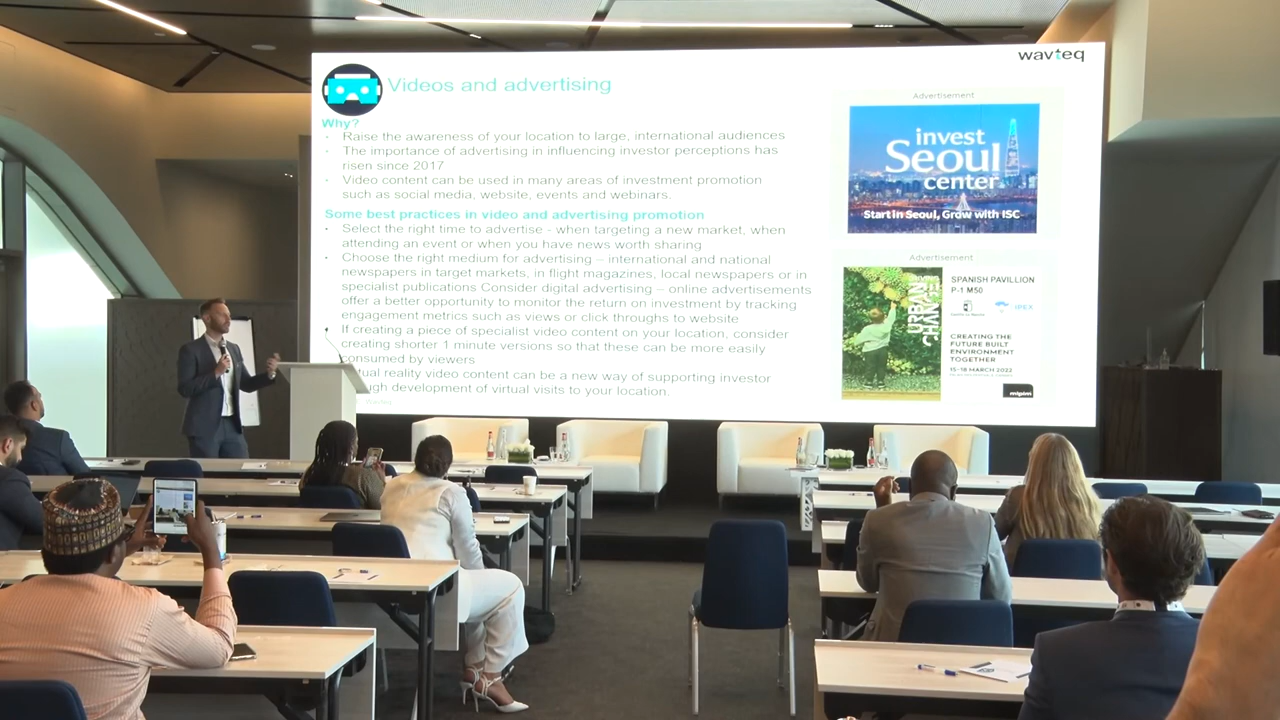 wavteq
Videos and advertising
Why?
Raise the awareness of your location to large, international audiences
The importance of advertising in influencing investor perceptions has
risen since 2017
Video content can be used in many areas of investment promotion
such as social media, website, events and webinars.
Some best practices in video and advertising promotion
Select the right time to advertise - when targeting a new market, when
attending an event or when you have news worth sharing
Choose the right medium for advertising – international and national
newspapers in target markets, in flight magazines, local newspapers or in
specialist publications Consider digital advertising – online advertisements
offer a better opportunity to monitor the return on investment by tracking
engagement metrics such as views or click throughs to website
If creating a piece of specialist video content on your location, consider
creating shorter 1 minute versions so that these can be more easily
consumed by viewers
tual reality video content can be a new way of supporting investor
ugh development of virtual visits to your location.
Wavteq
Advertisement
invest
Seoul
center
Start in Seoul, Grow with ISC
Advertisement
URBAN
CHANGE
SPANISH PAVILLION
P-1 M50
IPEX
CREATING THE
FUTURE BUILT
ENVIRONMENT
TOGETHER
15-18 MARCH 2022
mipim